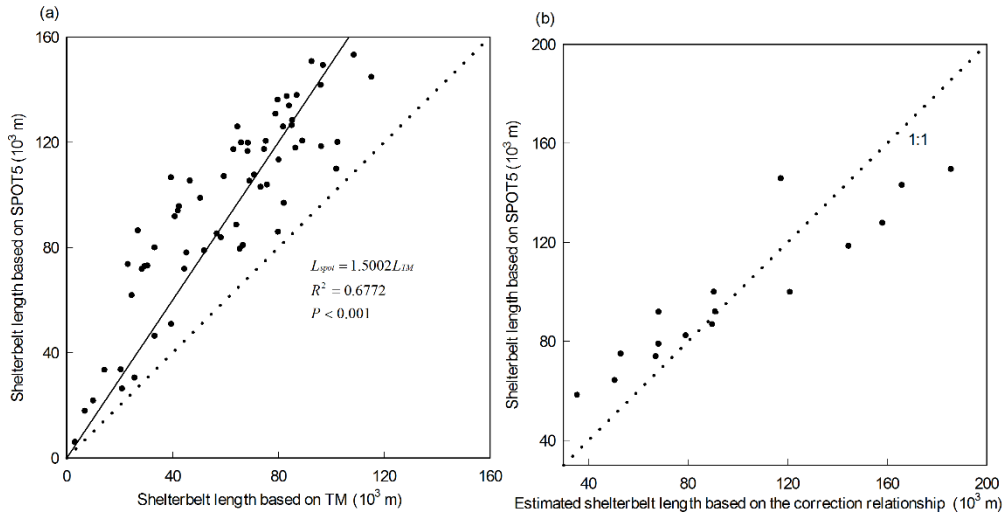 (a)
160
120
80
40
0
0 40 80 120 160
Shelterbelt length based on SPOT5 (10³ m)
Shelterbelt length based on TM (10³ m)
L_spot = 1.5002L_TM
R² = 0.6772
P < 0.001
(b)
200
160
120
80
40
40 80 120 160 200
Shelterbelt length based on SPOT5 (10³ m)
Estimated shelterbelt length based on the correction relationship (10³ m)
1:1